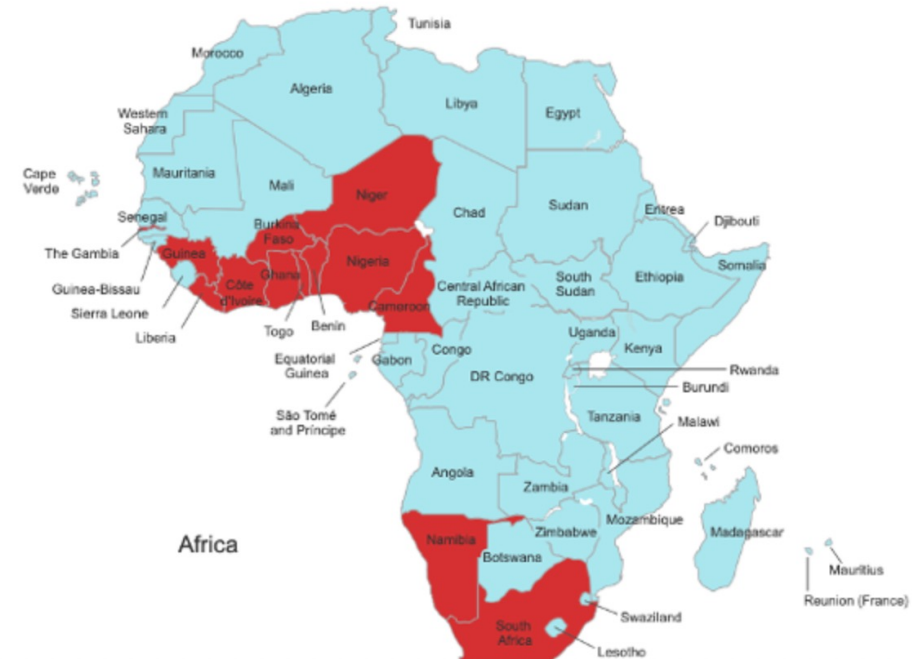 Tunisia
Morocco
Algeria
Libya
Egypt
Western
Sahara
Cape
Verde
Mauritania
Mali
Niger
Chad
Sudan
Eritrea
Djibouti
Senegal
Burkina
Faso
The Gambia
Guinea
Nigeria
Somalia
Ethiopia
Ghana
Côte
d'Ivoire
Guinea-Bissau
Central African
Republic
South
Sudan
Sierra Leone
Cameroon
Liberia
Togo
Benin
Uganda
Kenya
Congo
Equatorial
Guinea
Gabon
DR Congo
Rwanda
Burundi
São Tomé
and Príncipe
Tanzania
Malawi
Comoros
Angola
Zambia
Mozambique
Madagascar
Zimbabwe
Namibia
Africa
Botswana
Mauritius
Reunion (France)
Swaziland
South
Africa
Lesotho